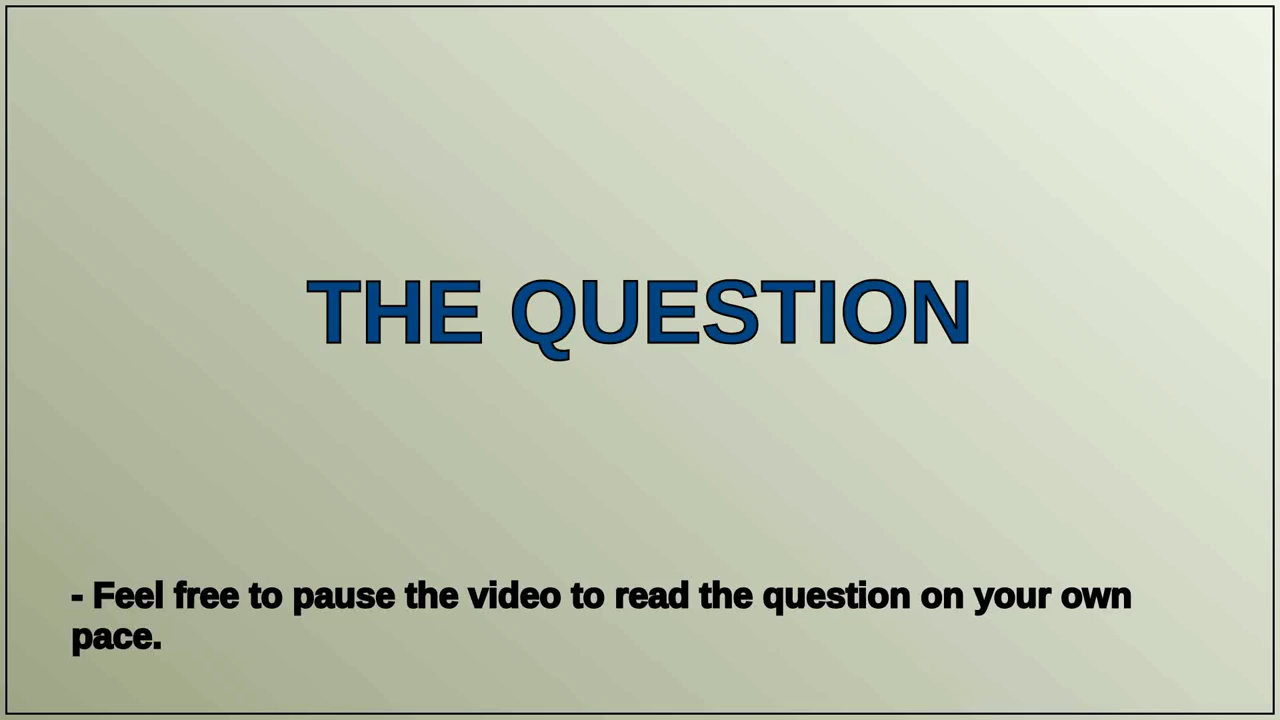 THE QUESTION
- Feel free to pause the video to read the question on your own
pace.